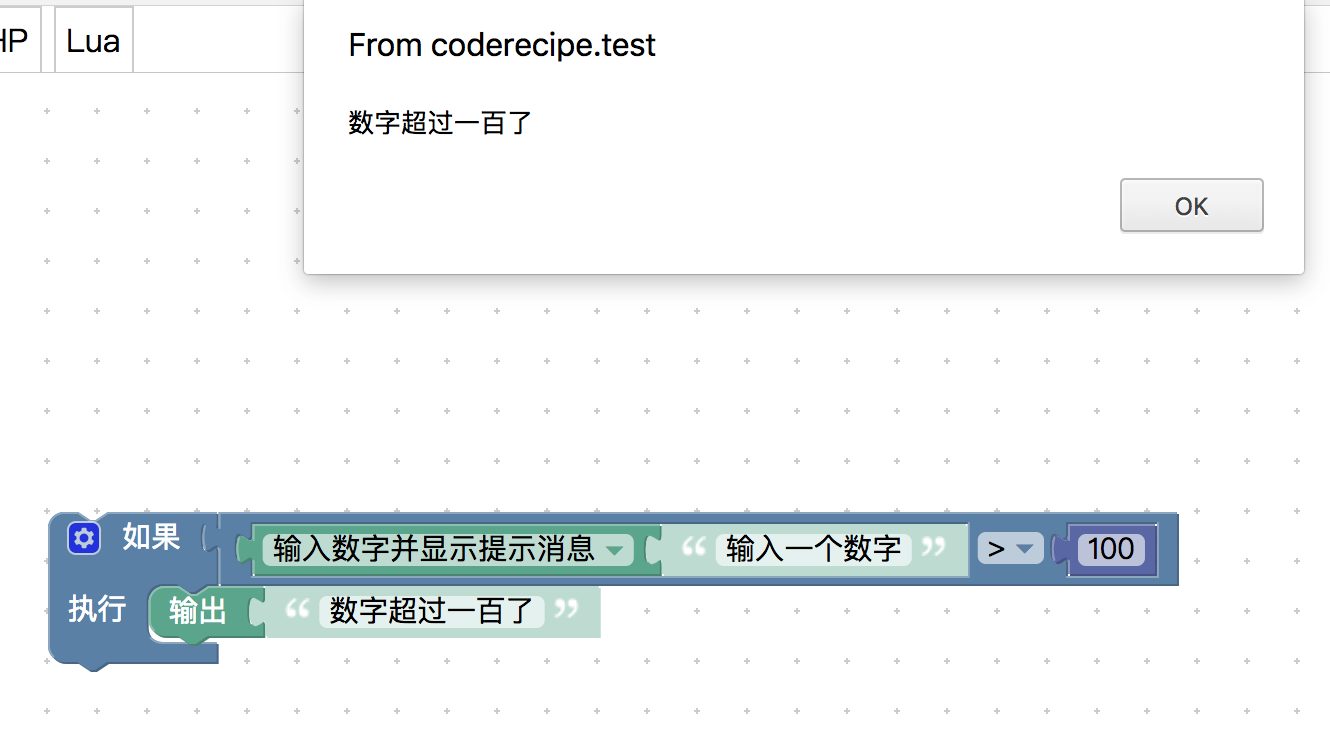 HP Lua
From coderecipe.test
数字超过一百了
OK
如果 输入数字并显示提示消息 “ 输入一个数字 ” > 100
执行 输出 “ 数字超过一百了 ”